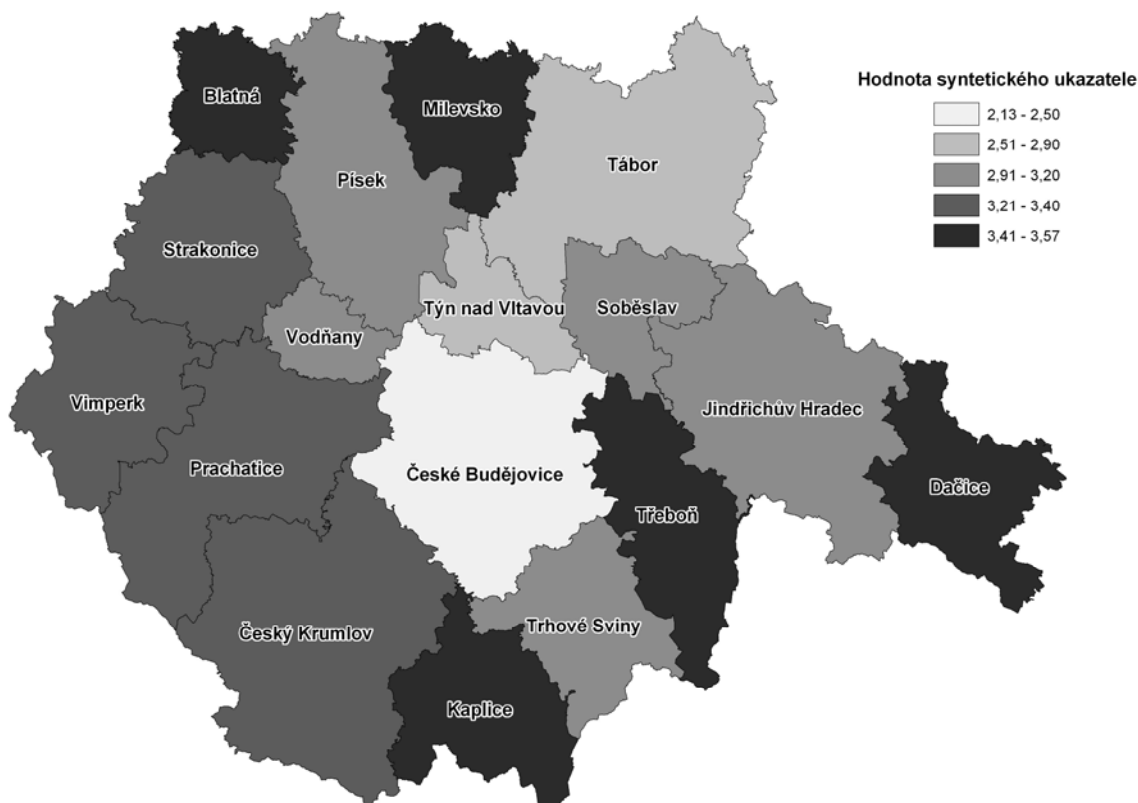 Hodnota syntetického ukazatele
2,13 - 2,50
2,51 - 2,90
2,91 - 3,20
3,21 - 3,40
3,41 - 3,57
Blatná
Milevsko
Tábor
Písek
Strakonice
Týn nad Vltavou
Soběslav
Vodňany
Vimperk
Jindřichův Hradec
Prachatice
České Budějovice
Dačice
Třeboň
Český Krumlov
Trhové Sviny
Kaplice